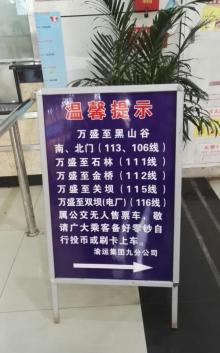 温馨提示
万盛至黑山谷
南、北门(113、106线)
万盛至石林(111线)
万盛至金桥(112线)
万盛至关坝(115线)
万盛至双坝(电厂)(116线)
属公交无人售票车,敬
请广大乘客备好零钞自
行投币或刷卡上车。
渝运集团九分公司